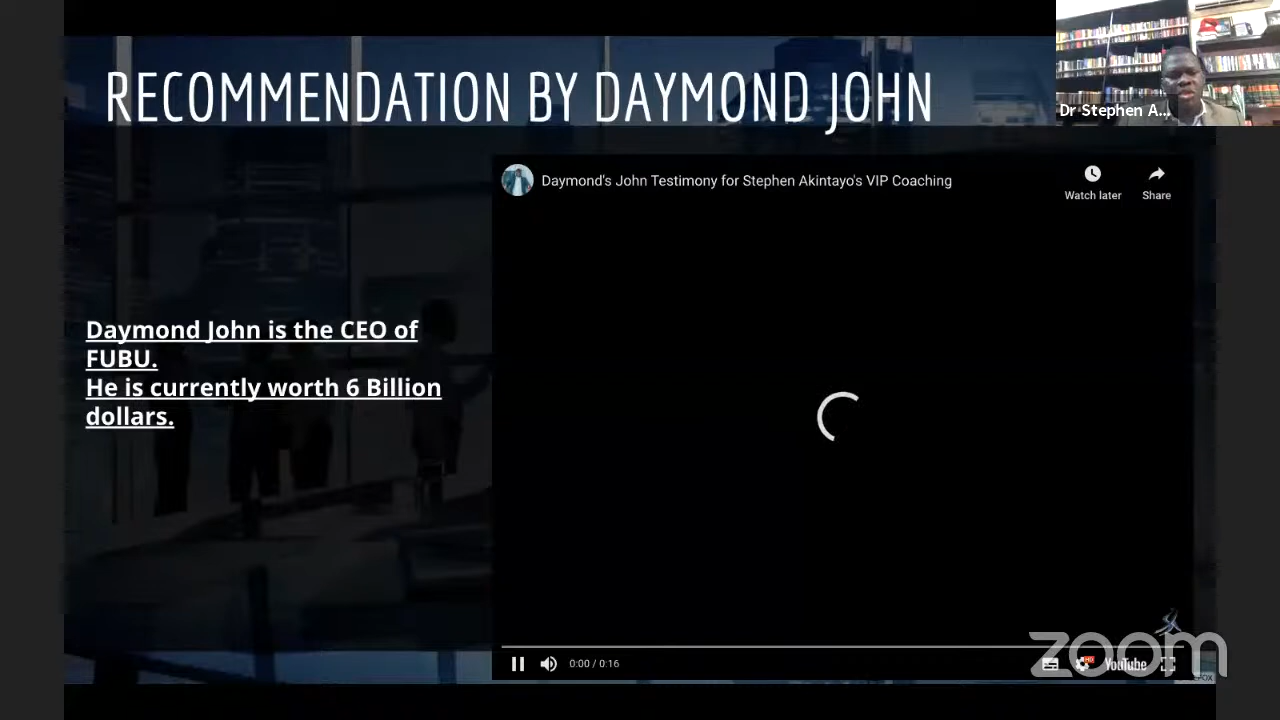 RECOMMENDATION BY DAYMOND JOHN
Dr Stephen A...
Daymond's John Testimony for Stephen Akintayo's VIP Coaching
Watch later
Share
Daymond John is the CEO of
FUBU.
He is currently worth 6 Billion
dollars.
zoom
0:00 / 0:16
HD
YouTube